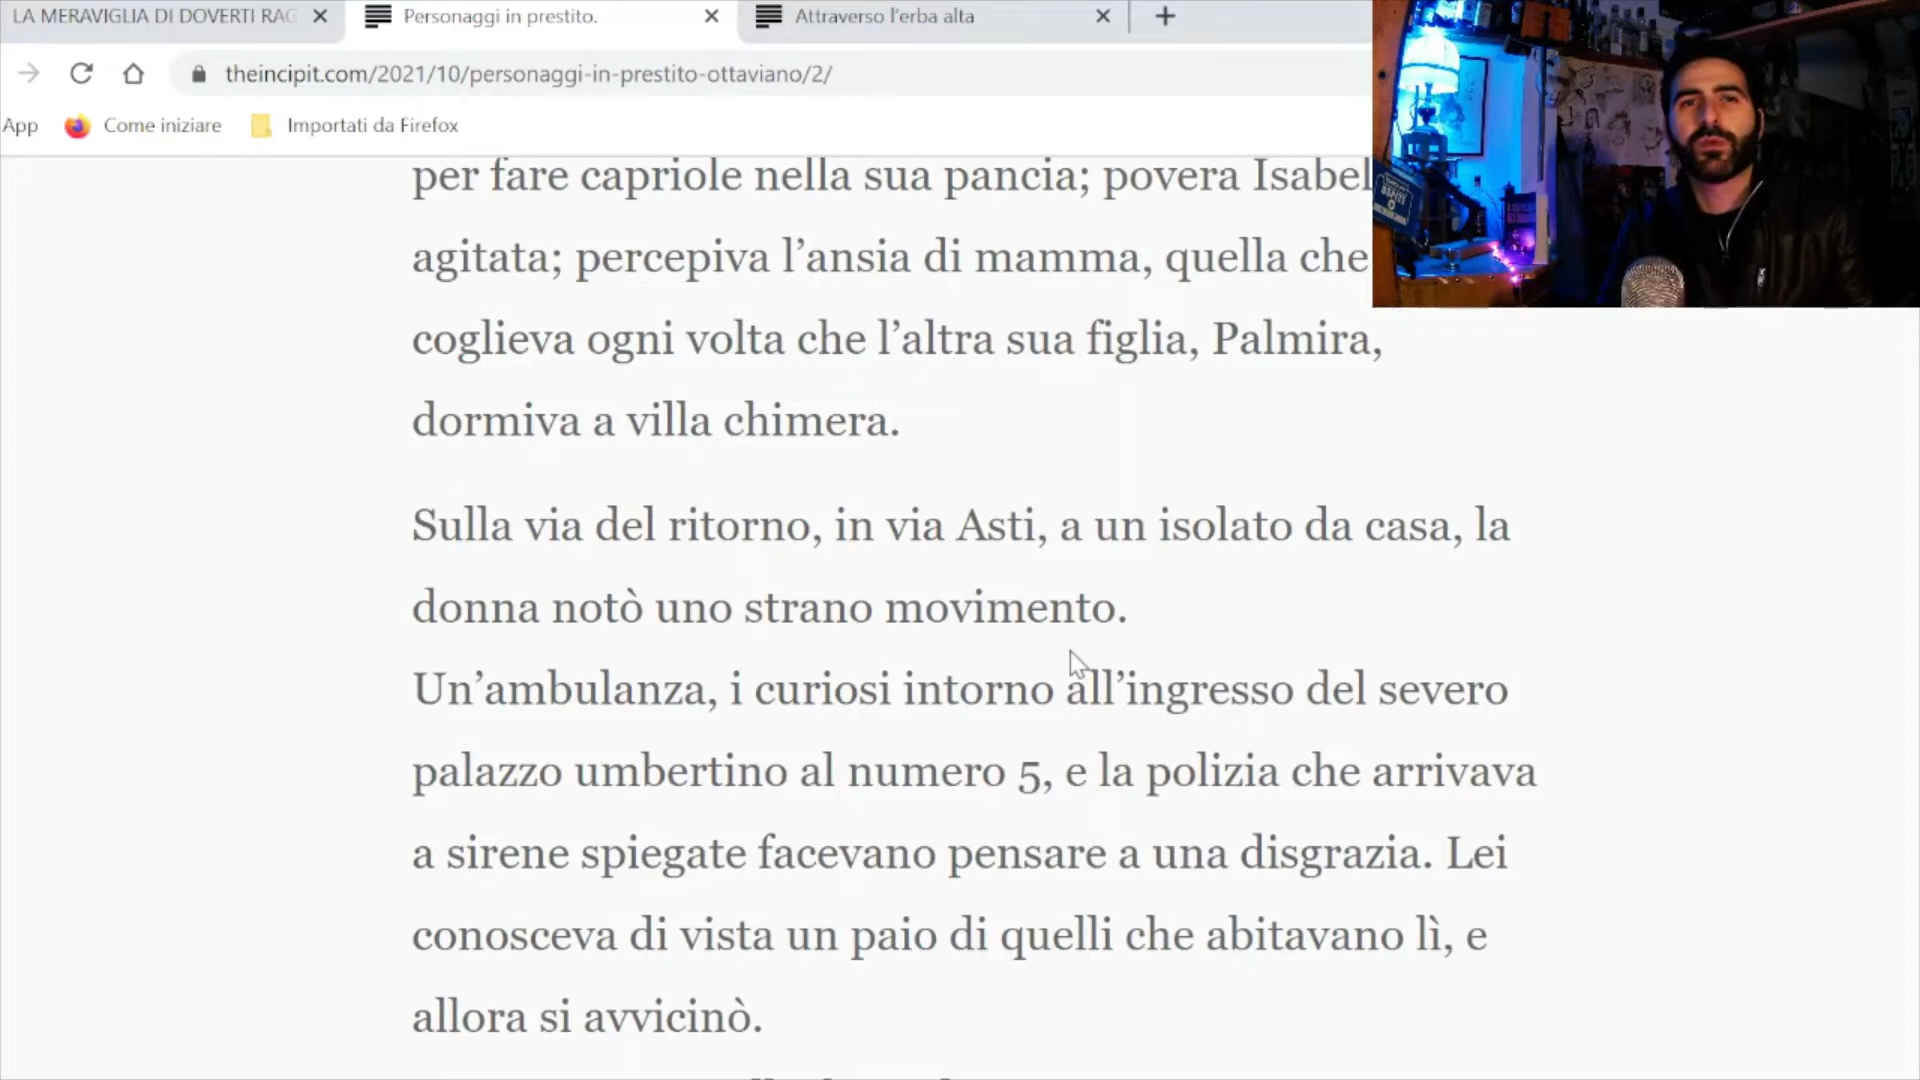 LA MERAVIGLIA DI DOVERTI RAG
Personaggi in prestito.
Attraverso l'erba alta
theincipit.com/2021/10/personaggi-in-prestito-ottaviano/2/
App
Come iniziare
Importati da Firefox
per fare capriole nella sua pancia; povera Isabel
agitata; percepiva l’ansia di mamma, quella che
coglieva ogni volta che l’altra sua figlia, Palmira,
dormiva a villa chimera.
Sulla via del ritorno, in via Asti, a un isolato da casa, la
donna notò uno strano movimento.
Un’ambulanza, i curiosi intorno all’ingresso del severo
palazzo umbertino al numero 5, e la polizia che arrivava
a sirene spiegate facevano pensare a una disgrazia. Lei
conosceva di vista un paio di quelli che abitavano lì, e
allora si avvicinò.